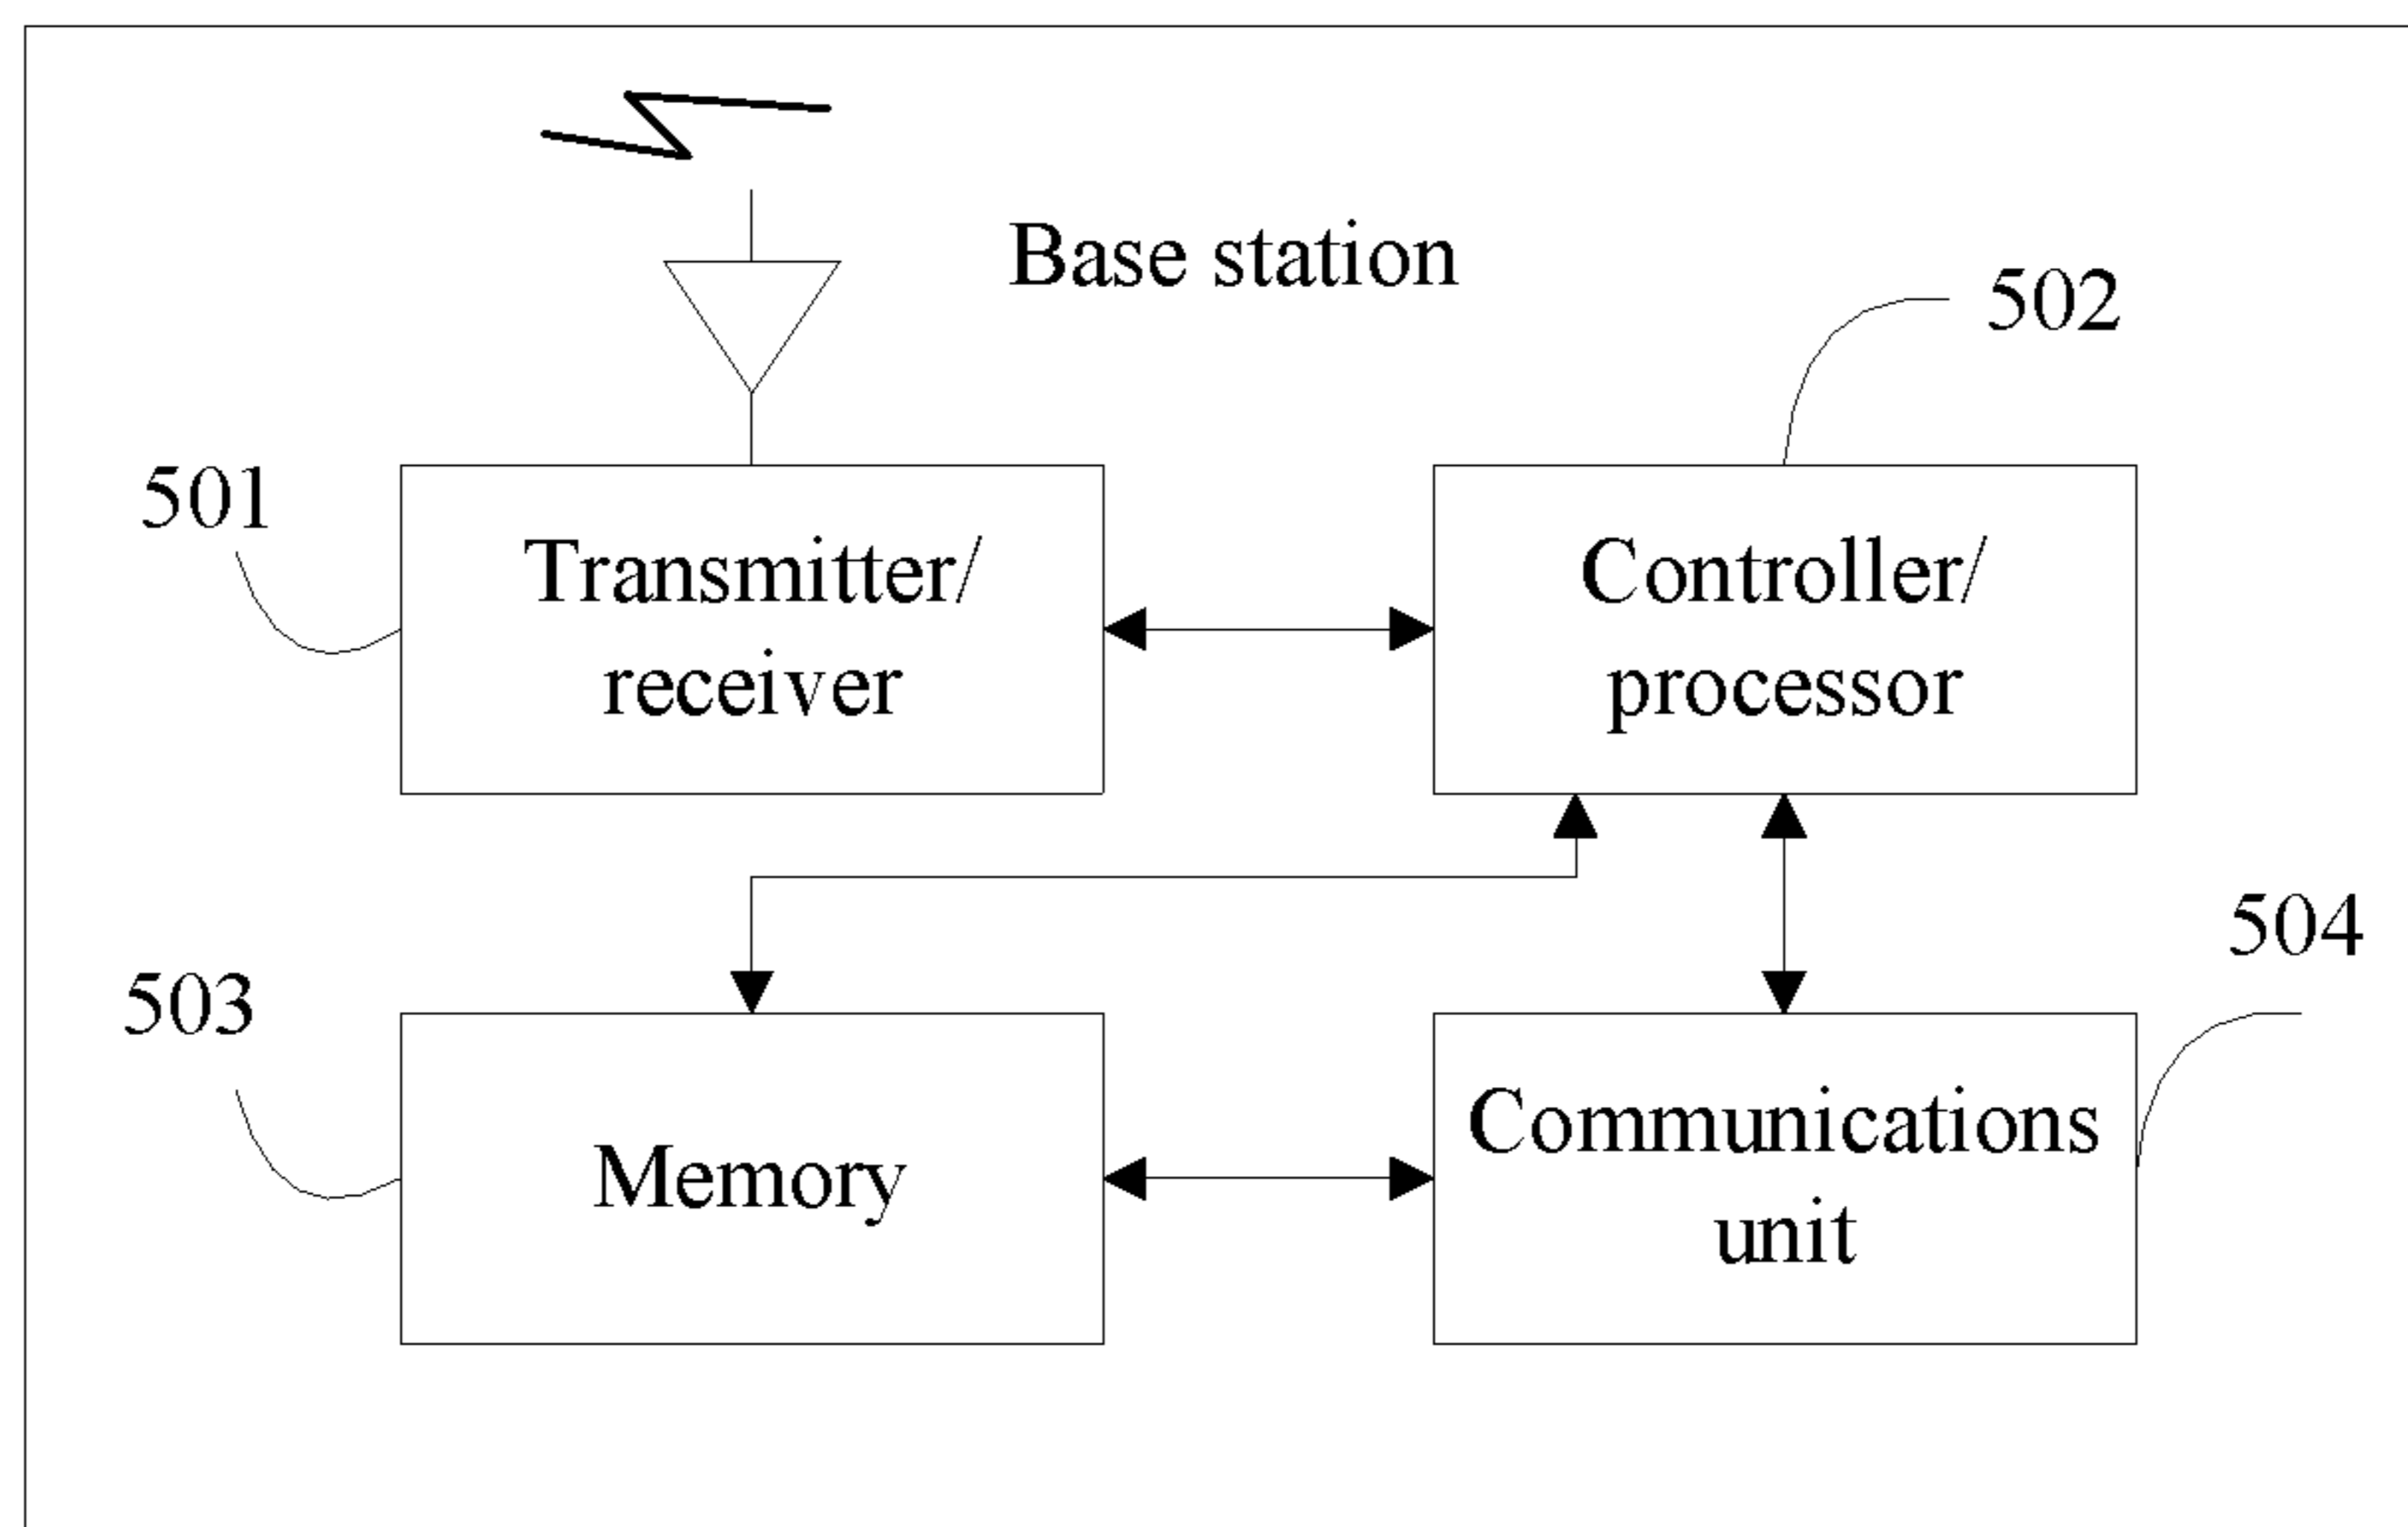 Base station
502
501
Transmitter/
receiver
Controller/
processor
504
503
Memory
Communications
unit